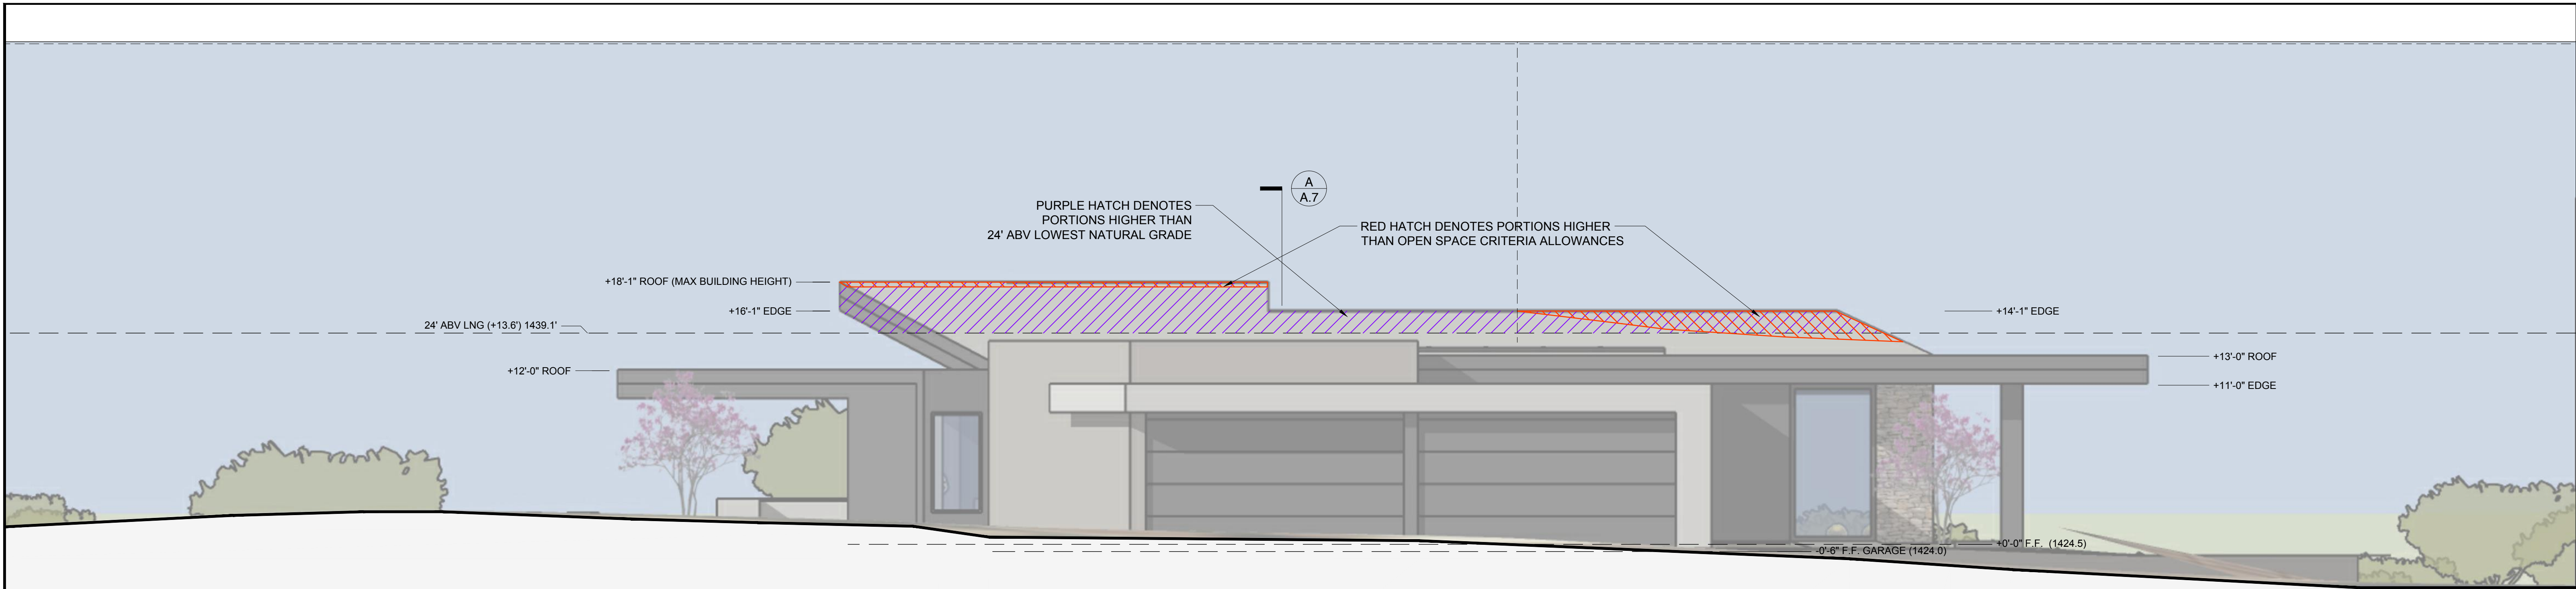 A
A.7
PURPLE HATCH DENOTES
PORTIONS HIGHER THAN
24' ABV LOWEST NATURAL GRADE
RED HATCH DENOTES PORTIONS HIGHER
THAN OPEN SPACE CRITERIA ALLOWANCES
+18'-1" ROOF (MAX BUILDING HEIGHT)
+16'-1" EDGE
+14'-1" EDGE
24' ABV LNG (+13.6') 1439.1'
+13'-0" ROOF
+12'-0" ROOF
+11'-0" EDGE
+0'-0" F.F. (1424.5)
-0'-6" F.F. GARAGE (1424.0)